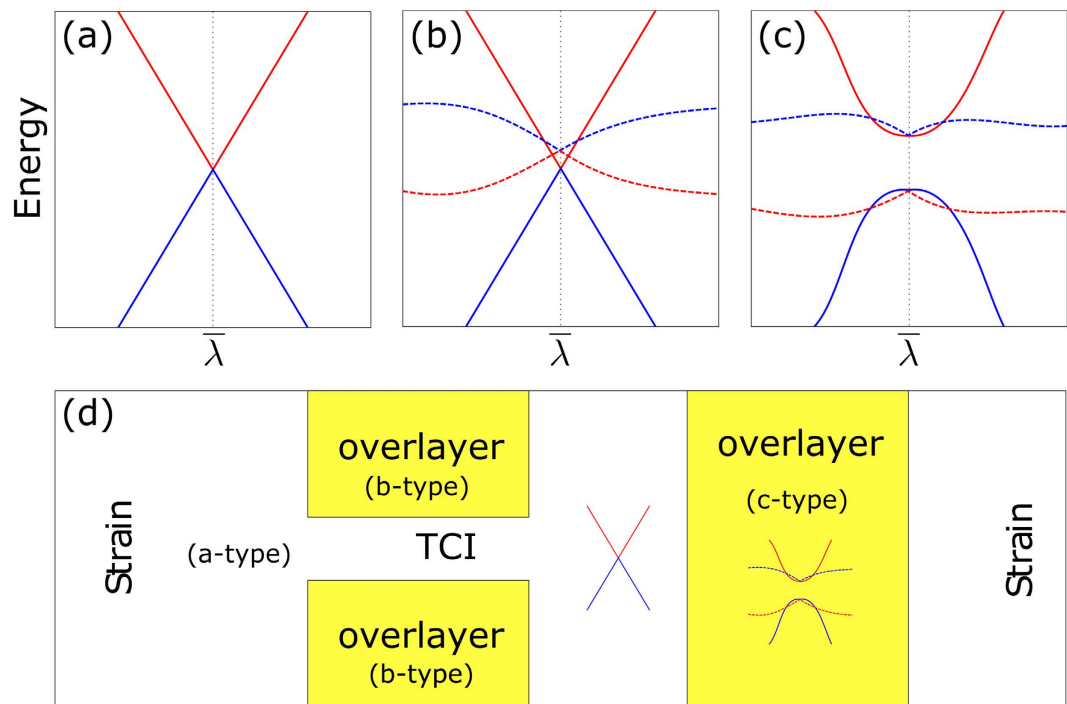 (a)
(b)
(c)
Energy
λ̅
λ̅
λ̅
(d)
overlayer
(b-type)
overlayer
(c-type)
Strain
(a-type)
TCI
Strain
overlayer
(b-type)